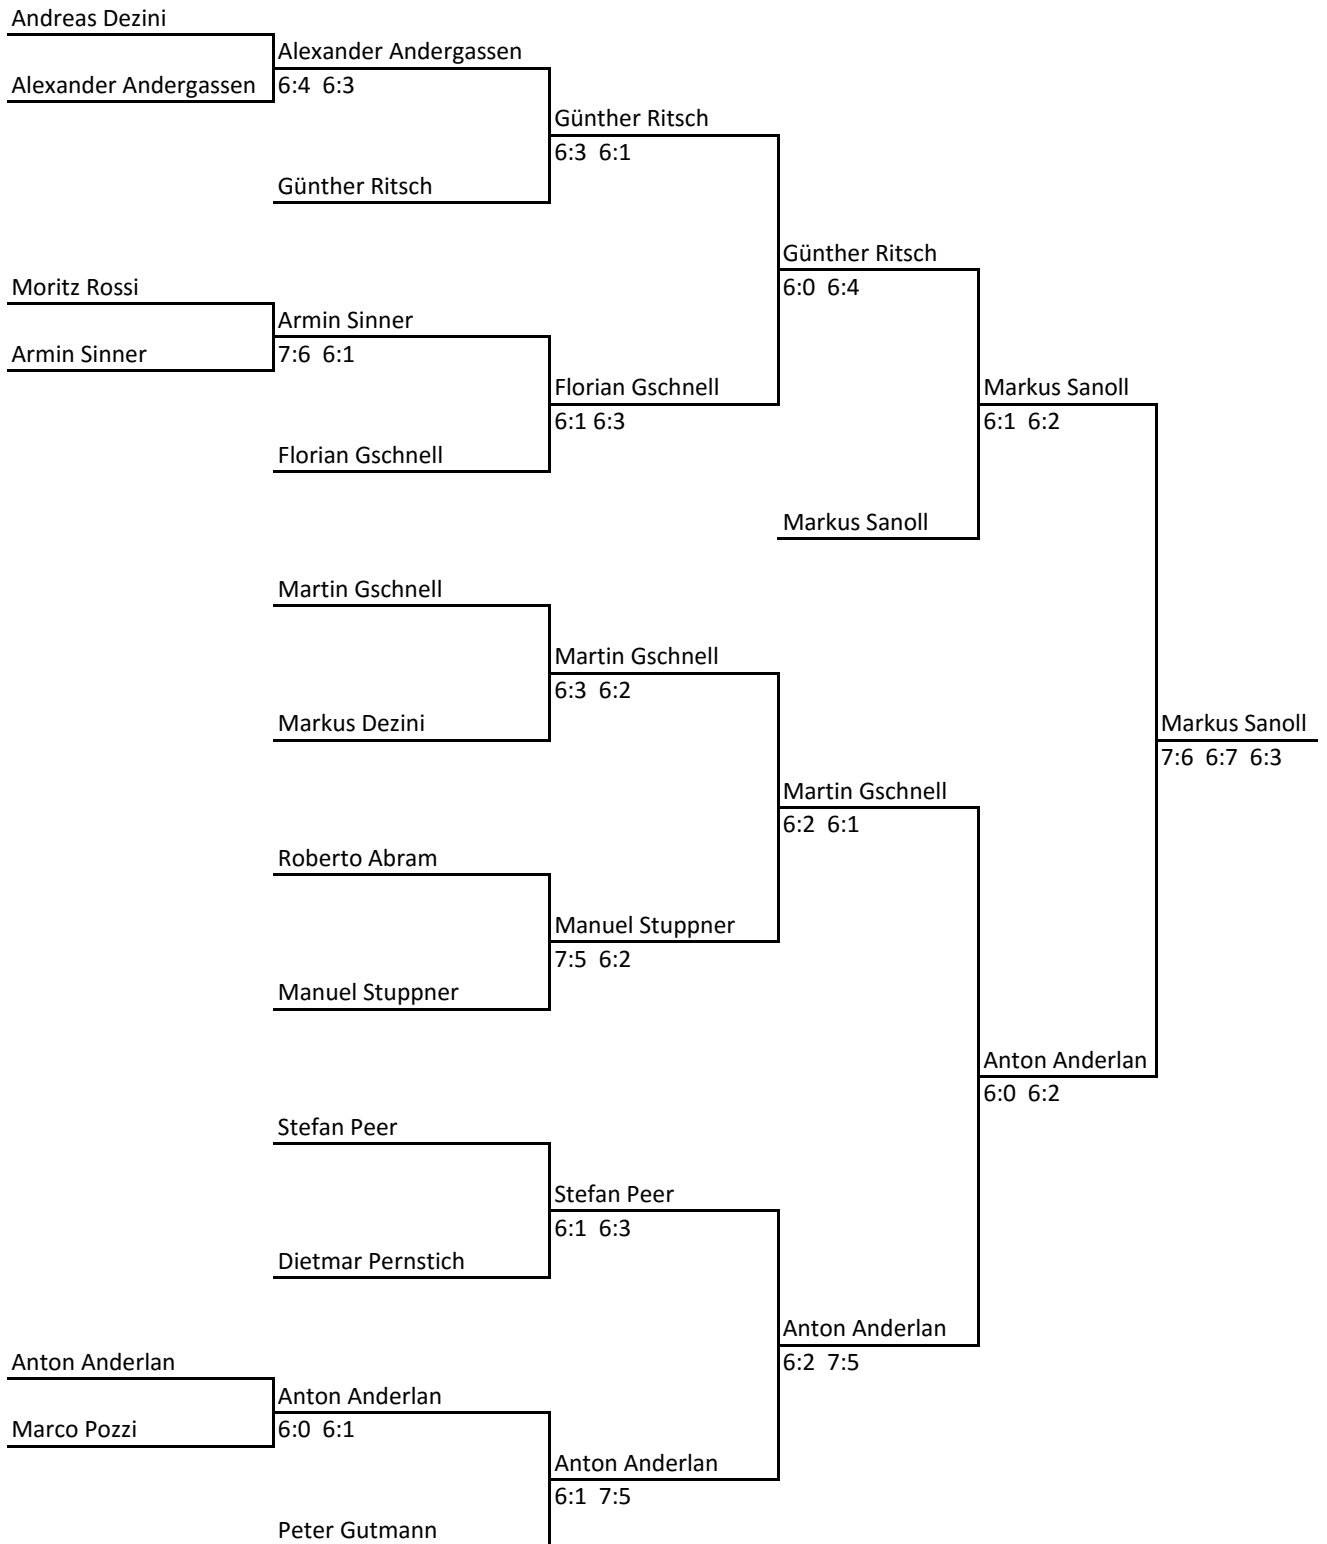 Andreas Dezini
Alexander Andergassen
Alexander Andergassen
6:4 6:3
Günther Ritsch
6:3 6:1
Günther Ritsch
Günther Ritsch
6:0 6:4
Moritz Rossi
Armin Sinner
Armin Sinner
7:6 6:1
Florian Gschnell
6:1 6:3
Markus Sanoll
6:1 6:2
Florian Gschnell
Markus Sanoll
Martin Gschnell
Martin Gschnell
6:3 6:2
Markus Dezini
Markus Sanoll
7:6 6:7 6:3
Martin Gschnell
6:2 6:1
Roberto Abram
Manuel Stuppner
7:5 6:2
Manuel Stuppner
Anton Anderlan
6:0 6:2
Stefan Peer
Stefan Peer
6:1 6:3
Dietmar Pernstich
Anton Anderlan
6:2 7:5
Anton Anderlan
Anton Anderlan
Marco Pozzi
6:0 6:1
Anton Anderlan
6:1 7:5
Peter Gutmann